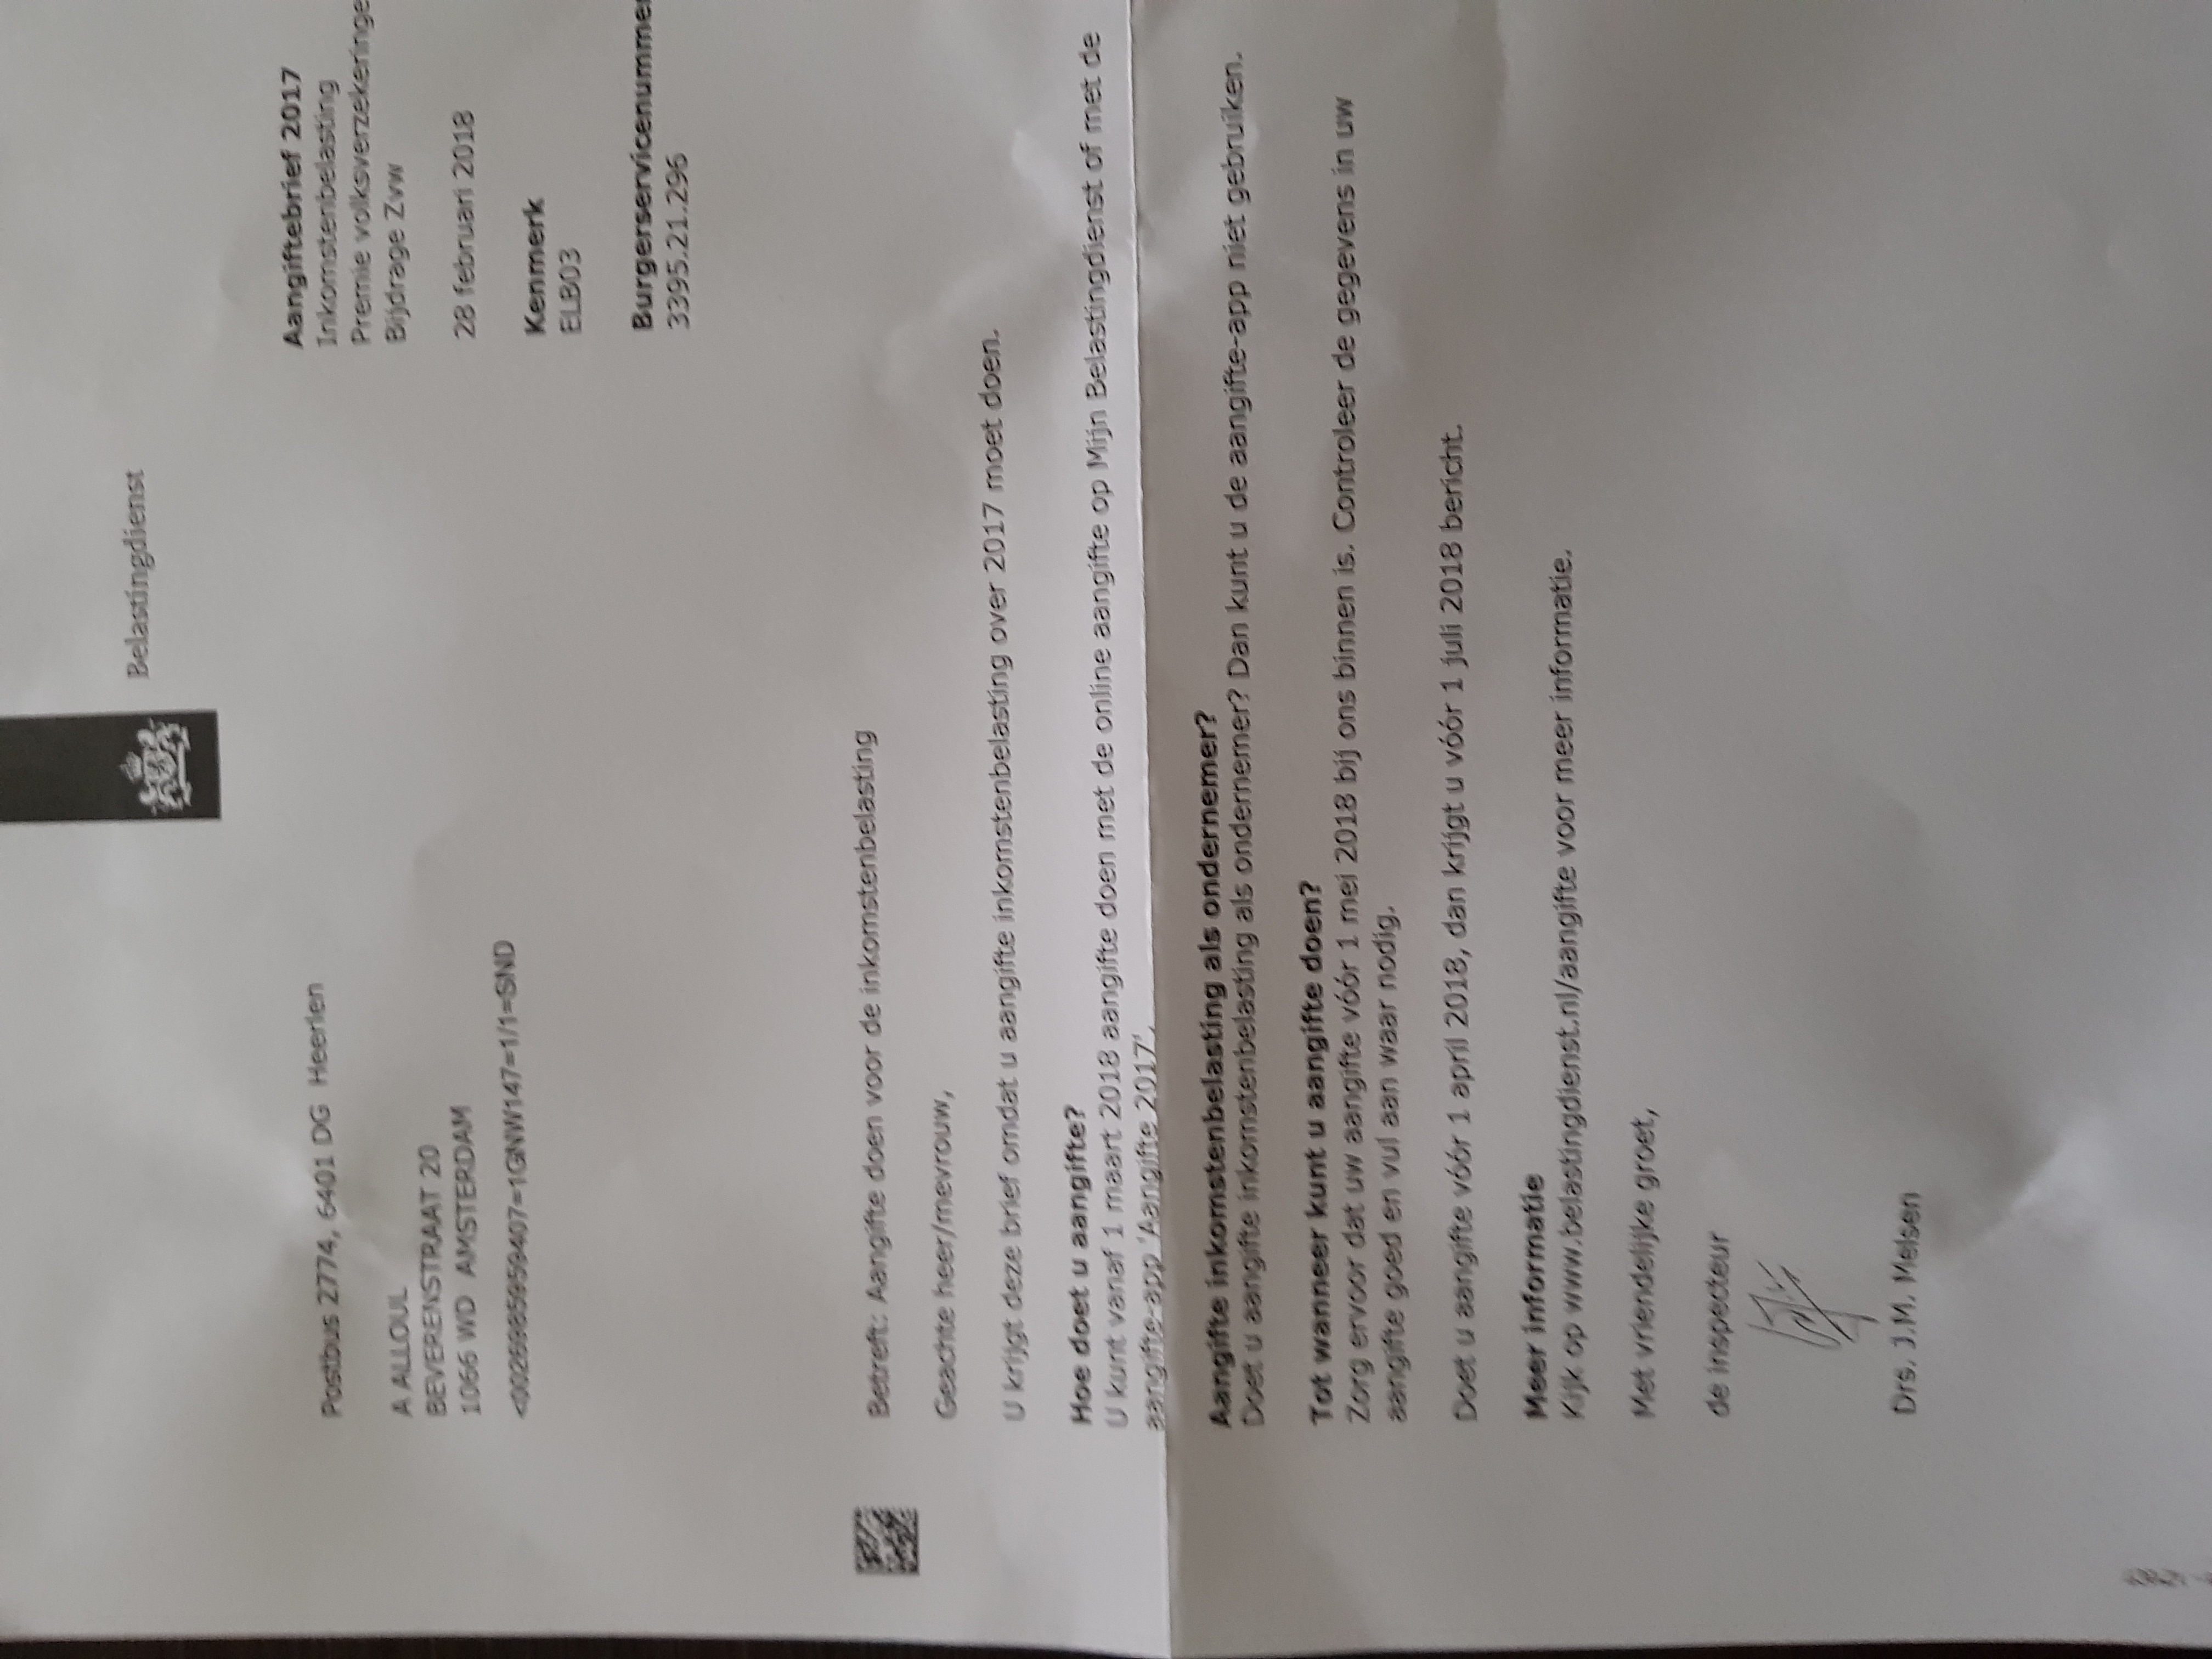 Belastingdienst
Postbus 2774, 6401 DG Heerlen
A ALLOUL
BEVERENSTRAAT 20
1066 WD AMSTERDAM
<0026985959407=1GNW147=1/1=SND
Aangiftebrief 2017
Inkomstenbelasting
Premie volksverzekeringe
Bijdrage Zvw
28 februari 2018
Kenmerk
ELB03
Burgerservicenummer
3395.21.296
Betreft: Aangifte doen voor de inkomstenbelasting
Geachte heer/mevrouw,
U krijgt deze brief omdat u aangifte inkomstenbelasting over 2017 moet doen.
Hoe doet u aangifte?
U kunt vanaf 1 maart 2018 aangifte doen met de online aangifte op Mijn Belastingdienst of met de
aangifte-app 'Aangifte 2017'.
Aangifte inkomstenbelasting als ondernemer?
Doet u aangifte inkomstenbelasting als ondernemer? Dan kunt u de aangifte-app niet gebruiken.
Tot wanneer kunt u aangifte doen?
Zorg ervoor dat uw aangifte vóór 1 mei 2018 bij ons binnen is. Controleer de gegevens in uw
aangifte goed en vul aan waar nodig.
Doet u aangifte vóór 1 april 2018, dan krijgt u vóór 1 juli 2018 bericht.
Meer informatie
Kijk op www.belastingdienst.nl/aangifte voor meer informatie.
Met vriendelijke groet,
de inspecteur
Drs. J.M. Melsen